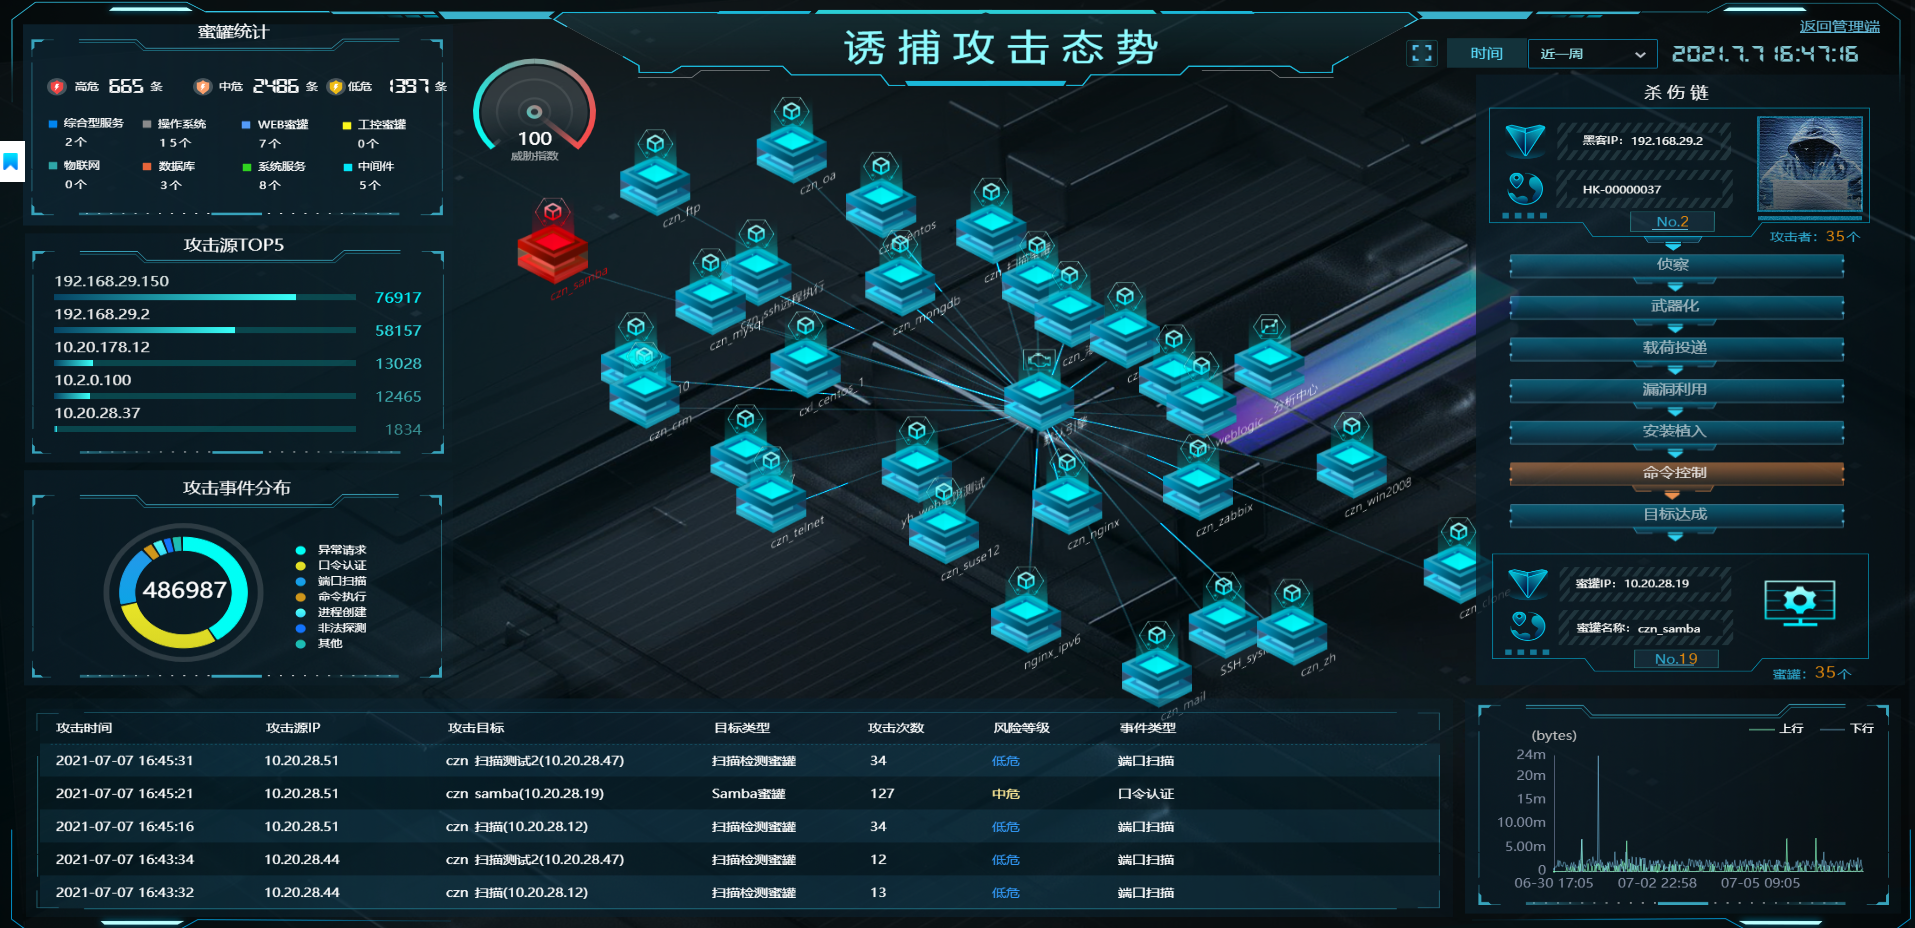 诱捕攻击态势
返回管理端
时间
近一周
2021.7.7 16:47:16
蜜罐统计
高危 665 条
中危 2486 条
低危 1397 条
综合型服务
2个
操作系统
15个
WEB蜜罐
7个
工控蜜罐
0个
物联网
0个
数据库
3个
系统服务
8个
中间件
5个
100
威胁指数
攻击源TOP5
192.168.29.150
76917
192.168.29.2
58157
10.20.178.12
13028
10.2.0.100
12465
10.20.28.37
1834
攻击事件分布
486987
异常请求
口令认证
端口扫描
命令执行
进程创建
非法探测
其他
czn_oa
czn_ftp
czn_samba
czn_mysql
czn_mongdb
cxl_centos_1
czn_crm
分析中心
weblogic
czn_win2008
czn_telnet
czn_zabbix
czn_nginx
czn_suse12
nginx_ipv6
czn_zh
czn_mail
杀伤链
黑客IP：192.168.29.2
HK-00000037
No.2
攻击者：35个
侦察
武器化
载荷投递
漏洞利用
安装植入
命令控制
目标达成
蜜罐IP：10.20.28.19
蜜罐名称：czn_samba
No.19
蜜罐：35个
攻击时间 攻击源IP 攻击目标 目标类型 攻击次数 风险等级 事件类型
2021-07-07 16:45:31 10.20.28.51 czn 扫描测试2(10.20.28.47) 扫描检测蜜罐 34 低危 端口扫描
2021-07-07 16:45:21 10.20.28.51 czn samba(10.20.28.19) Samba蜜罐 127 中危 口令认证
2021-07-07 16:45:16 10.20.28.51 czn 扫描(10.20.28.12) 扫描检测蜜罐 34 低危 端口扫描
2021-07-07 16:43:34 10.20.28.44 czn 扫描测试2(10.20.28.47) 扫描检测蜜罐 12 低危 端口扫描
2021-07-07 16:43:32 10.20.28.44 czn 扫描(10.20.28.12) 扫描检测蜜罐 13 低危 端口扫描
上行 下行
(bytes)
24m
20m
15m
10.00m
5.00m
0
06-30 17:05 07-02 22:58 07-05 09:05